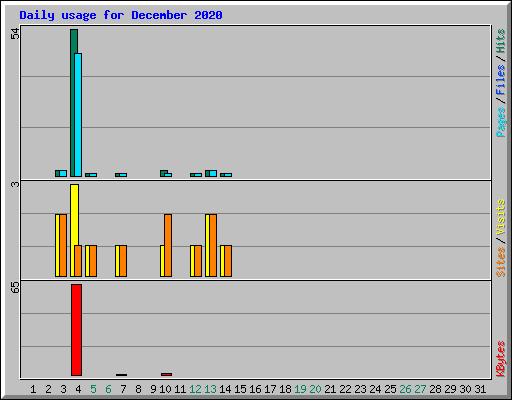 Daily usage for December 2020
54
Pages / Files / Hits
3
Sites / Visits
65
KBytes
1 2 3 4 5 6 7 8 9 10 11 12 13 14 15 16 17 18 19 20 21 22 23 24 25 26 27 28 29 30 31